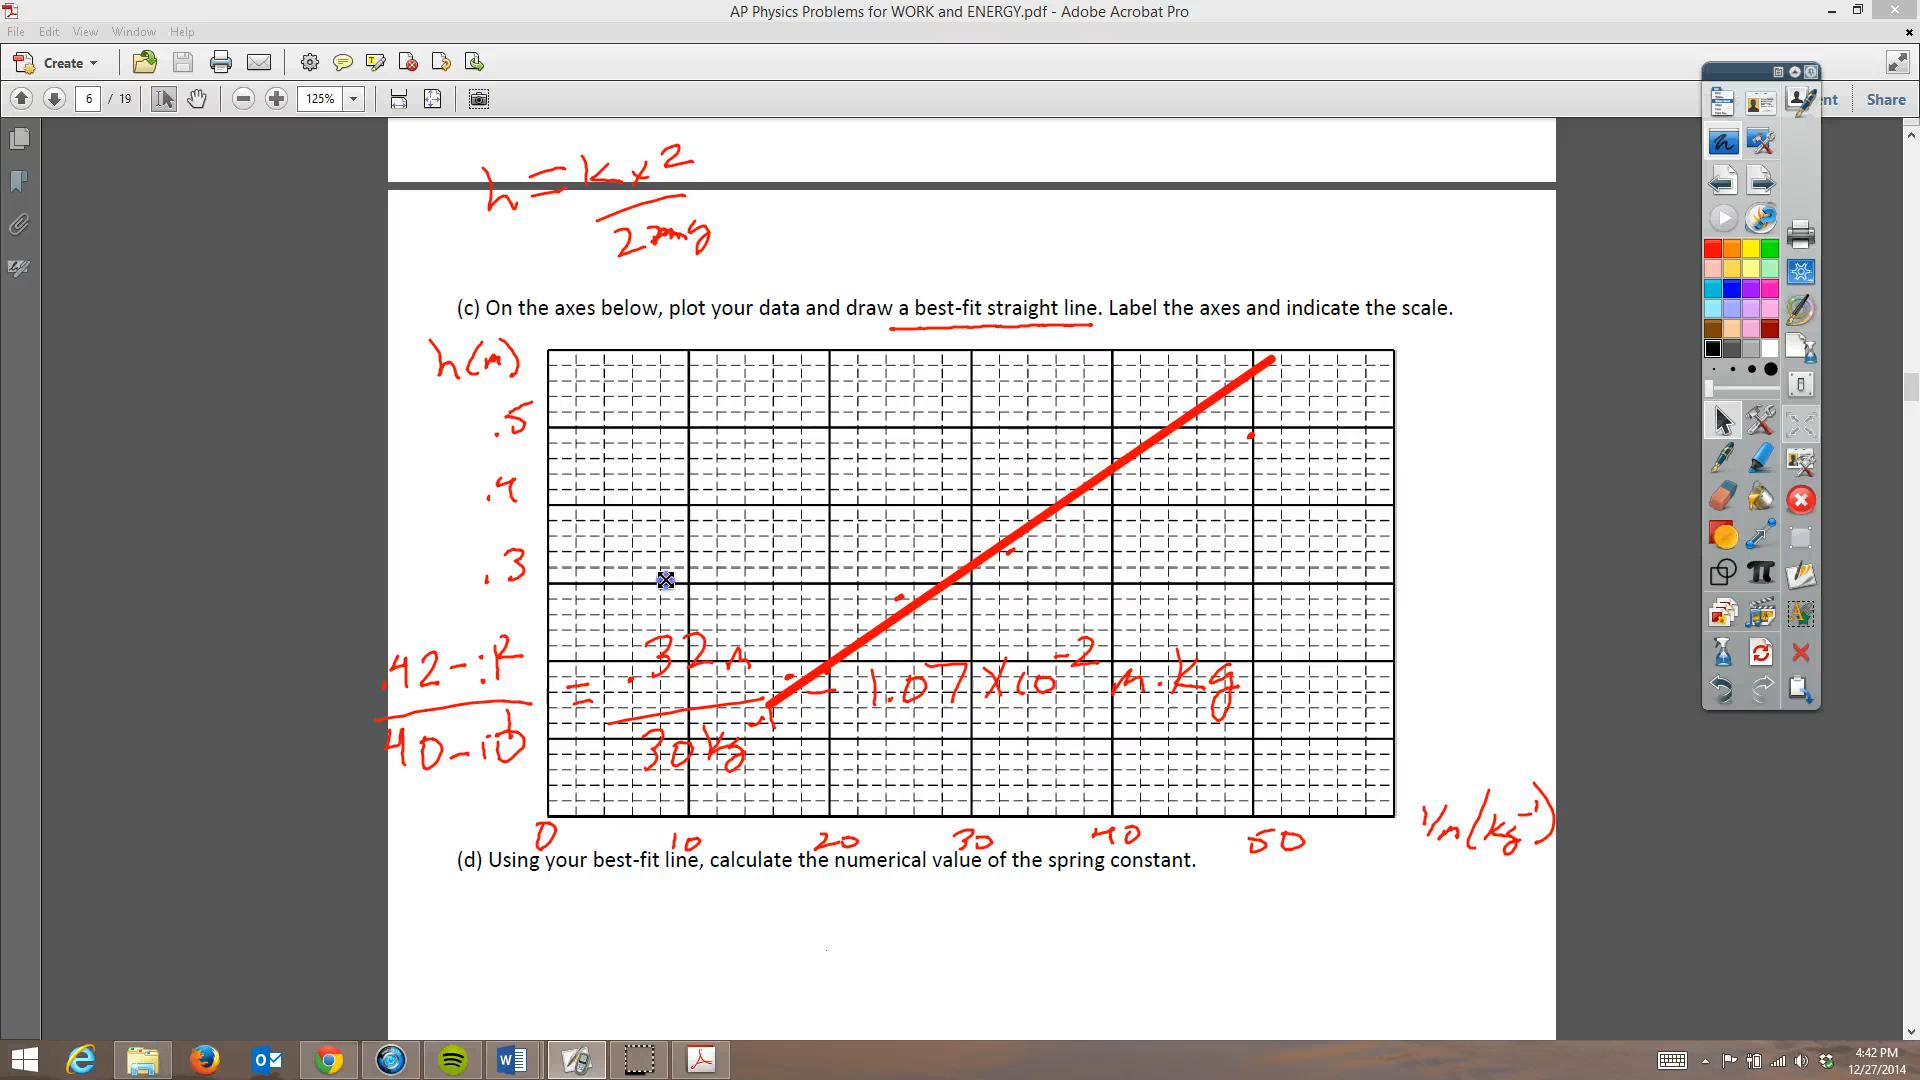 AP Physics Problems for WORK and ENERGY.pdf - Adobe Acrobat Pro
File Edit View Window Help
Create
6 / 19 125% Share
h = kx²
2mg
(c) On the axes below, plot your data and draw a best-fit straight line. Label the axes and indicate the scale.
h(m)
.5
.4
.3
= .32m
30 kg⁻¹
1.07 x 10⁻² m·kg
40-10
0 10 20 30 40 50
1/m (kg⁻¹)
(d) Using your best-fit line, calculate the numerical value of the spring constant.
4:42 PM
12/27/2014